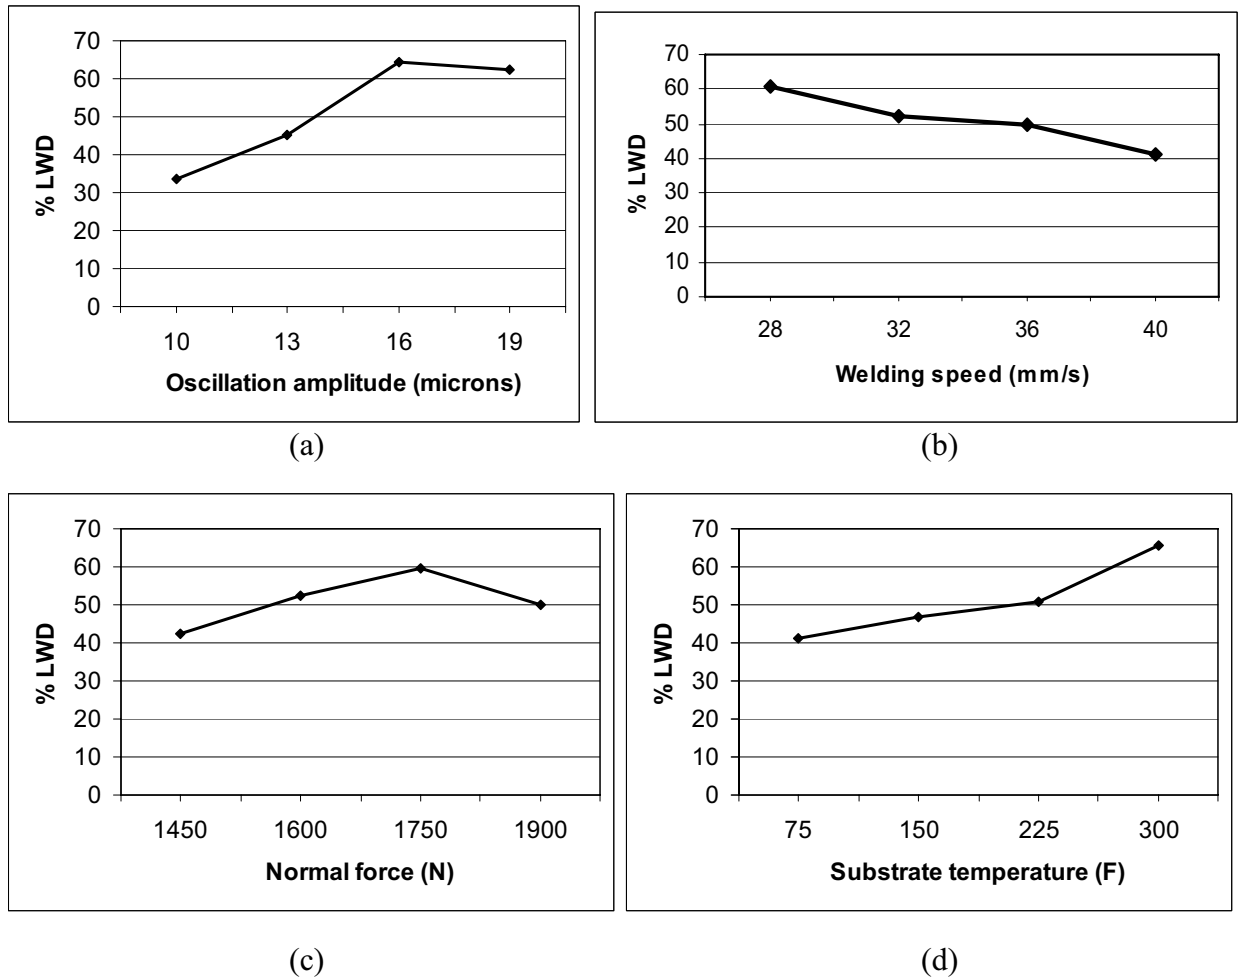 70
60
50
40
30
20
10
0
% LWD
10 13 16 19
Oscillation amplitude (microns)
(a)
70
60
50
40
30
20
10
0
% LWD
28 32 36 40
Welding speed (mm/s)
(b)
70
60
50
40
30
20
10
0
% LWD
1450 1600 1750 1900
Normal force (N)
(c)
70
60
50
40
30
20
10
0
% LWD
75 150 225 300
Substrate temperature (F)
(d)